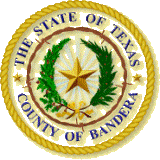 THE STATE OF TEXAS
COUNTY OF BANDERA